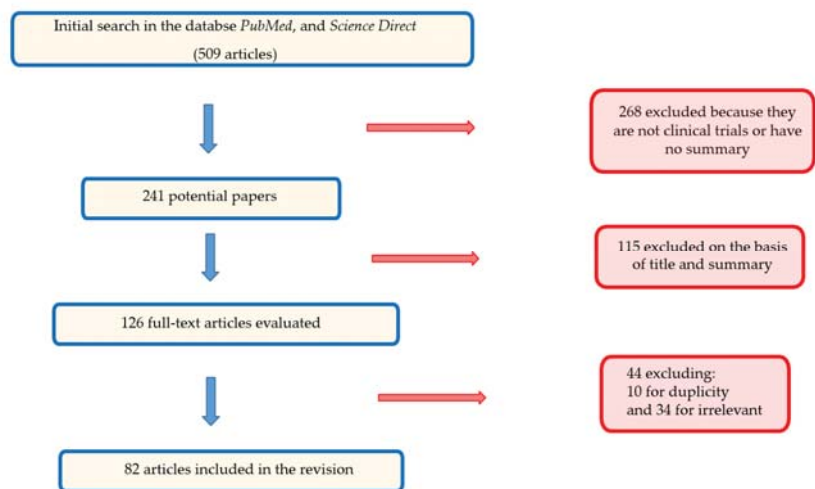 Initial search in the databse PubMed, and Science Direct
(509 articles)
268 excluded because they
are not clinical trials or have
no summary
241 potential papers
115 excluded on the basis
of title and summary
126 full-text articles evaluated
44 excluding:
10 for duplicity
and 34 for irrelevant
82 articles included in the revision